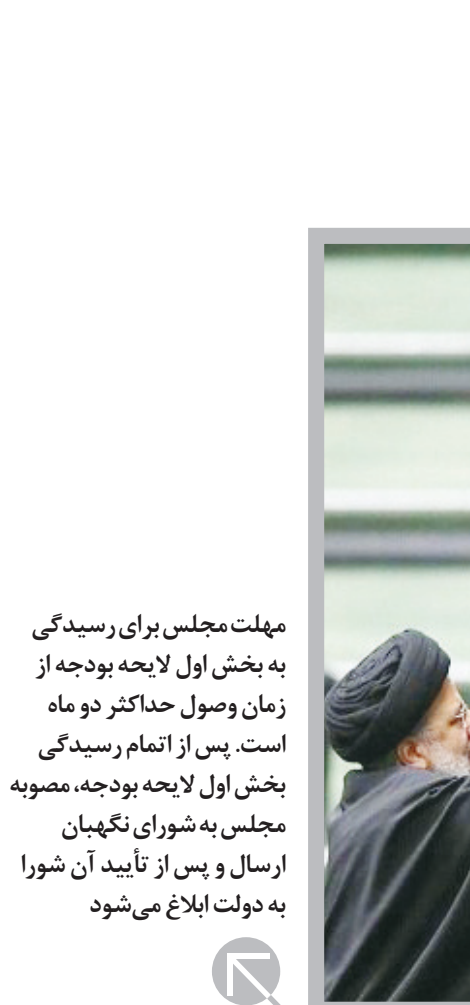 مهلت مجلس برای رسیدگی
به بخش اول لایحه بودجه از
زمان وصول حداکثر دو ماه
است. پس از اتمام رسیدگی
بخش اول لایحه بودجه، مصوبه
مجلس به شورای نگهبان
ارسال و پس از تأیید آن شورا
به دولت ابلاغ می‌شود